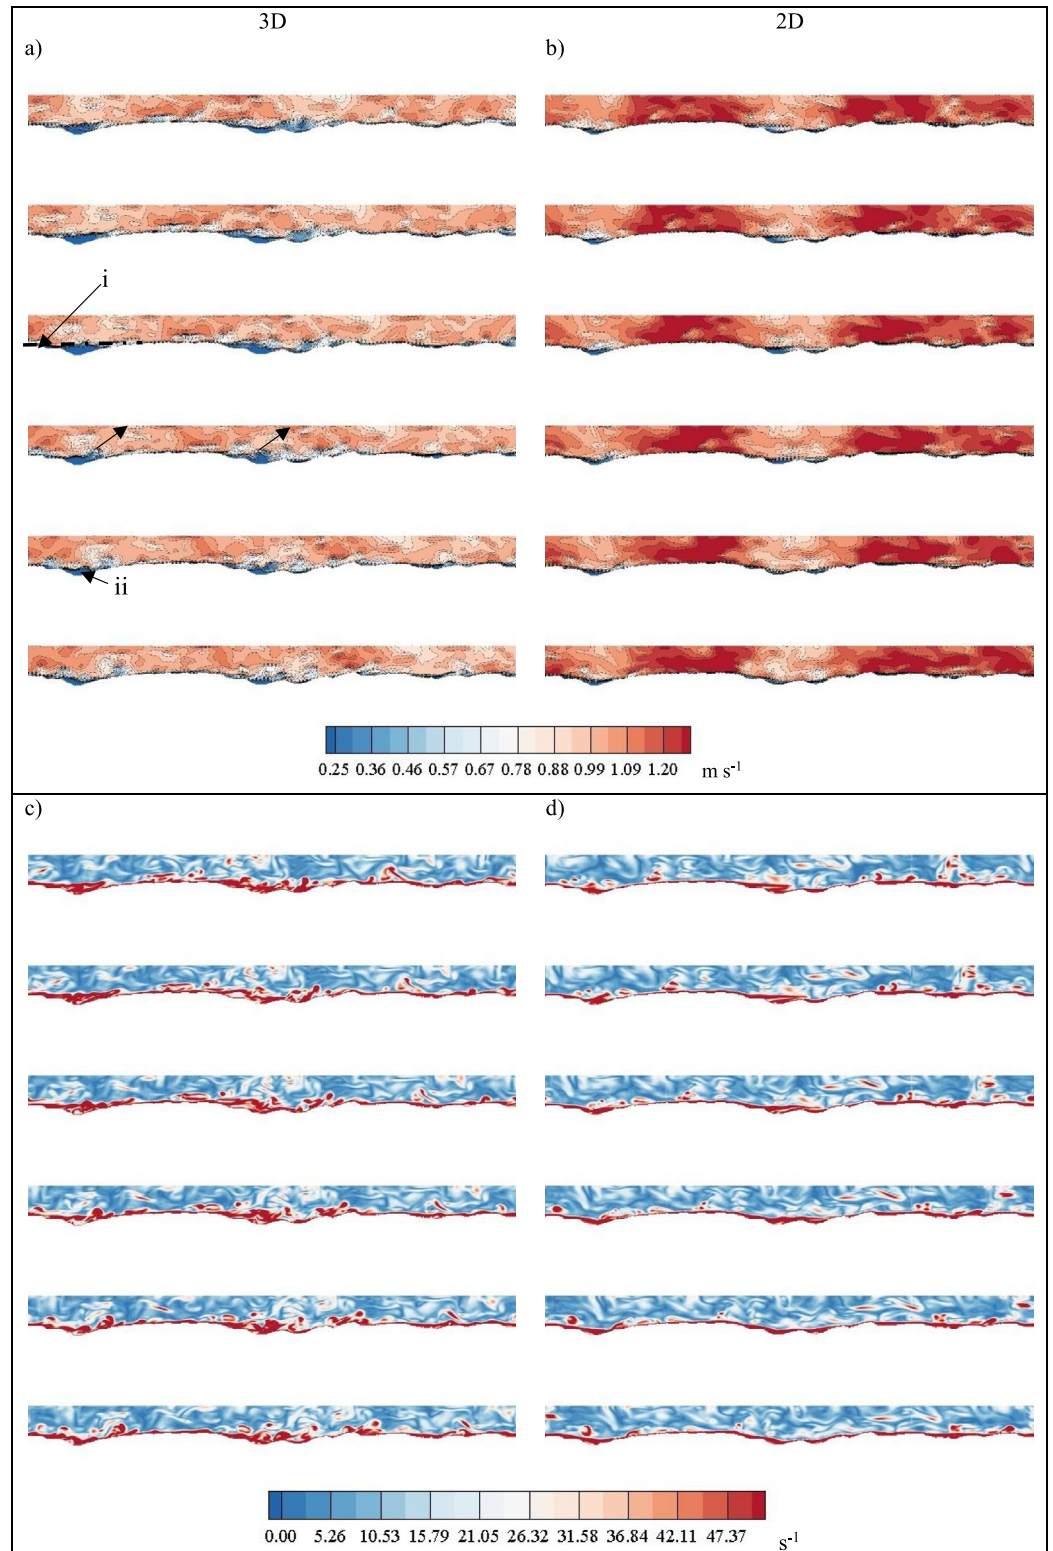 3D
2D
a)
b)
i
ii
0.25 0.36 0.46 0.57 0.67 0.78 0.88 0.99 1.09 1.20
m s-1
c)
d)
0.00 5.26 10.53 15.79 21.05 26.32 31.58 36.84 42.11 47.37
s-1